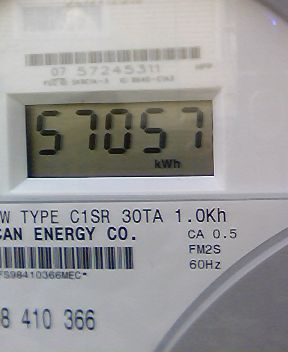 07 57245311
57057
kWh
W TYPE C1SR 30TA 1.0Kh
CAN ENERGY CO.
CA 0.5
FM2S
60Hz
FS98410366MEC*
8 410 366